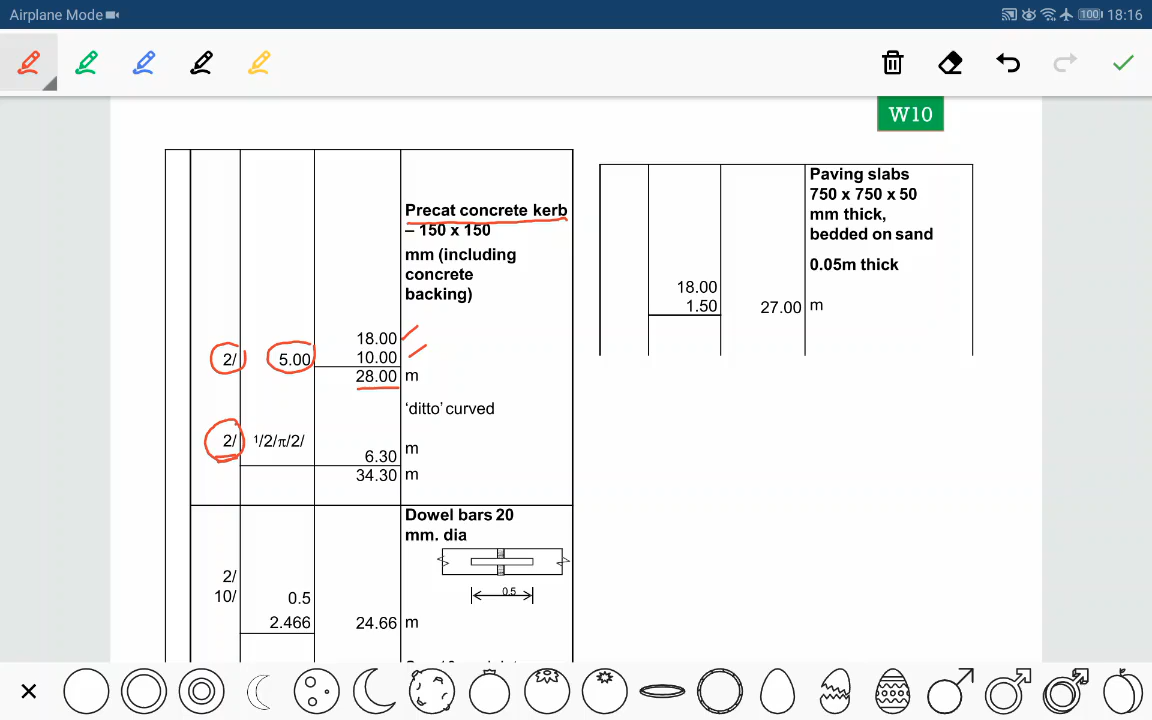 Airplane Mode
100
18:16
W10
Precat concrete kerb
– 150 x 150
mm (including
concrete
backing)
18.00
2/ 5.00 10.00
28.00 m
‘ditto’ curved
2/ 1/2/π/2/ m
6.30
34.30 m
Dowel bars 20
mm. dia
2/
10/ 0.5 0.5
2.466 24.66 m
Paving slabs
750 x 750 x 50
mm thick,
bedded on sand
0.05m thick
18.00
1.50 27.00 m